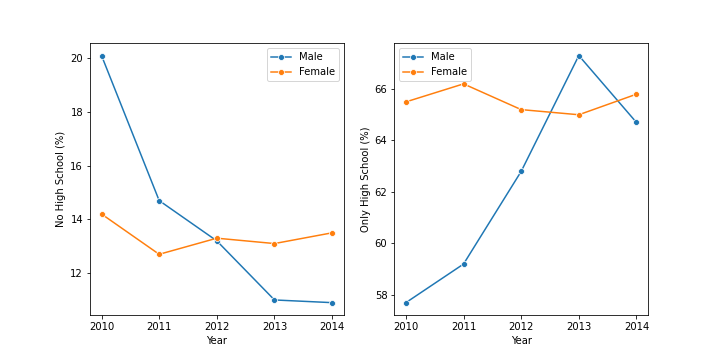 No High School (%)
20
18
16
14
12
Male
Female
2010 2011 2012 2013 2014
Year
Only High School (%)
66
64
62
60
58
Male
Female
2010 2011 2012 2013 2014
Year